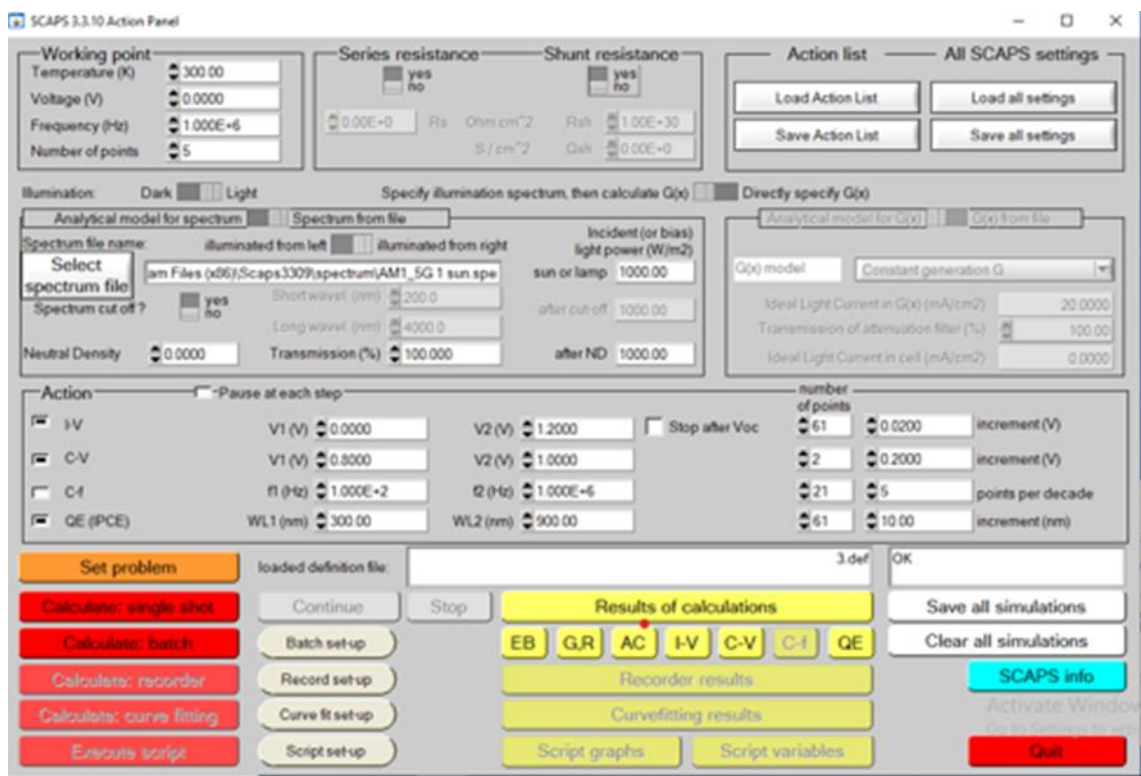 SCAPS 3.3.10 Action Panel
Working point
Temperature (K) 300.00
Voltage (V) 0.0000
Frequency (Hz) 1.000E+6
Number of points 5
Series resistance Shunt resistance
yes yes
no no
0.00E+0 Rs Ohm.cm^2 Rsh 1.00E+30
S / cm^2 Gsh 0.00E+0
Action list All SCAPS settings
Load Action List Load all settings
Save Action List Save all settings
Illumination: Dark Light Specify illumination spectrum, then calculate G(x) Directly specify G(x)
Analytical model for spectrum Spectrum from file
Spectrum file name: illuminated from left illuminated from right
Incident (or bias)
light power (W/m2)
Select
spectrum file
am Files (x86)\Scaps3309\spectrum\AM1_5G 1 sun.spe
sun or lamp 1000.00
Spectrum cut off ? yes
no
Short wavel. (nm) 200.0
after cut-off 1000.00
Long wavel. (nm) 4000.0
Neutral Density 0.0000 Transmission (%) 100.000 after ND 1000.00
Analytical model for G(x) G(x) from file
G(x) model Constant generation G
Ideal Light Current in G(x) (mA/cm2) 20.0000
Transmission of attenuation filter (%) 100.00
Ideal Light Current in cell (mA/cm2) 0.0000
Action Pause at each step
number
of points
I-V V1 (V) 0.0000 V2 (V) 1.2000 Stop after Voc 61 0.0200 increment (V)
C-V V1 (V) 0.8000 V2 (V) 1.0000 2 0.2000 increment (V)
C-f f1 (Hz) 1.000E+2 f2 (Hz) 1.000E+6 21 5 points per decade
QE (IPCE) WL1 (nm) 300.00 WL2 (nm) 900.00 61 10.00 increment (nm)
Set problem loaded definition file: 3.def OK
Calculate: single shot Continue Stop Results of calculations Save all simulations
Calculate: batch Batch set-up EB G,R AC I-V C-V C-f QE Clear all simulations
Calculate: recorder Record set-up Recorder results SCAPS info
Calculate: curve fitting Curve fit set-up Curvefitting results
Activate Window
Go to Settings to acti
Execute script Script set-up Script graphs Script variables Quit